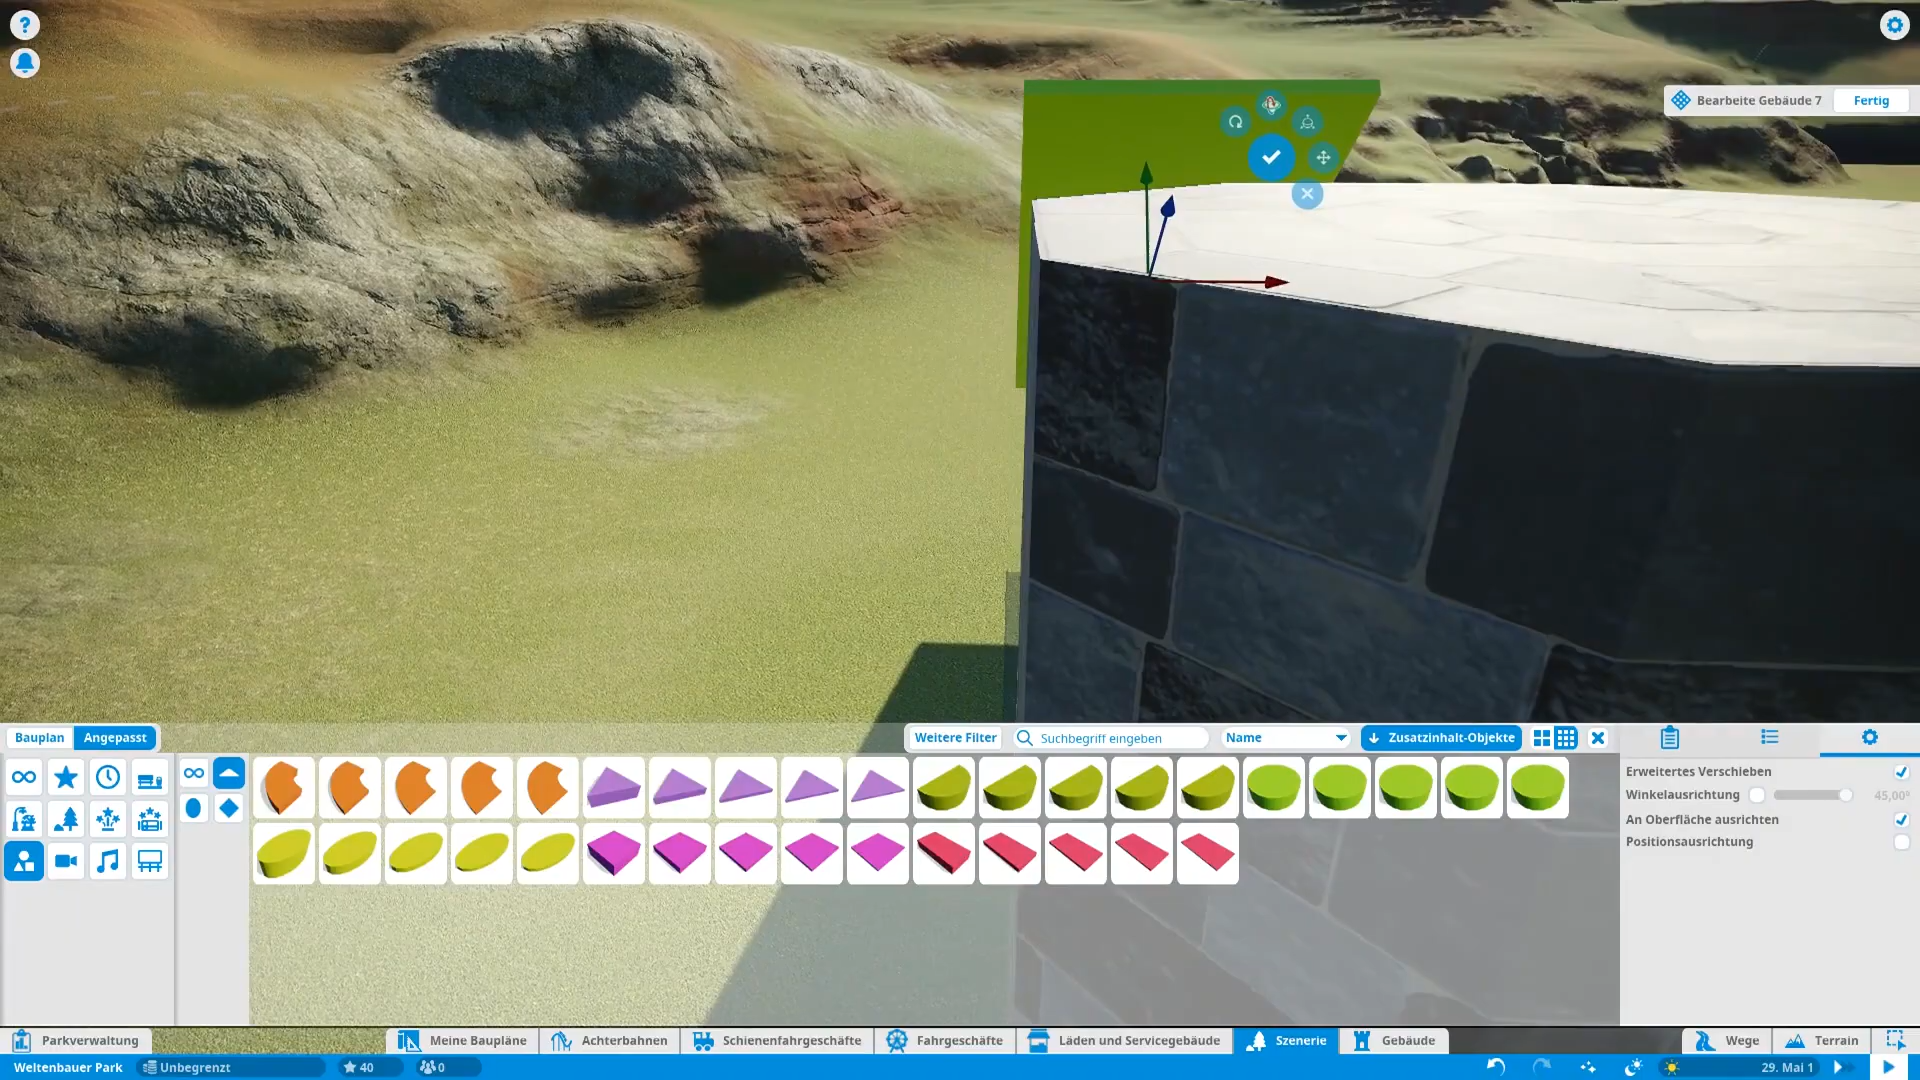 ?
Bearbeite Gebäude 7
Fertig
Bauplan
Angepasst
Weitere Filter
Suchbegriff eingeben
Name
Zusatzinhalt-Objekte
Erweitertes Verschieben
Winkelausrichtung
45,00°
An Oberfläche ausrichten
Positionsausrichtung
Parkverwaltung
Meine Baupläne
Achterbahnen
Schienenfahrgeschäfte
Fahrgeschäfte
Läden und Servicegebäude
Szenerie
Gebäude
Wege
Terrain
Weltenbauer Park
Unbegrenzt
40
0
29. Mai 1